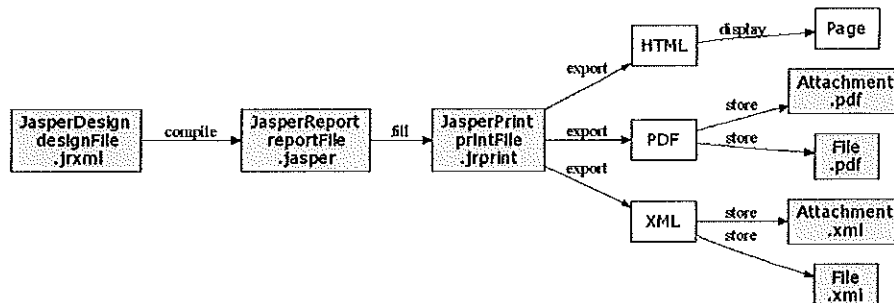 JasperDesign
designFile
.jrxml
compile
JasperReport
reportFile
.jasper
fill
JasperPrint
printFile
.jrprint
export
export
export
HTML
display
Page
PDF
store
Attachment
.pdf
store
File
.pdf
XML
store
Attachment
.xml
store
File
.xml